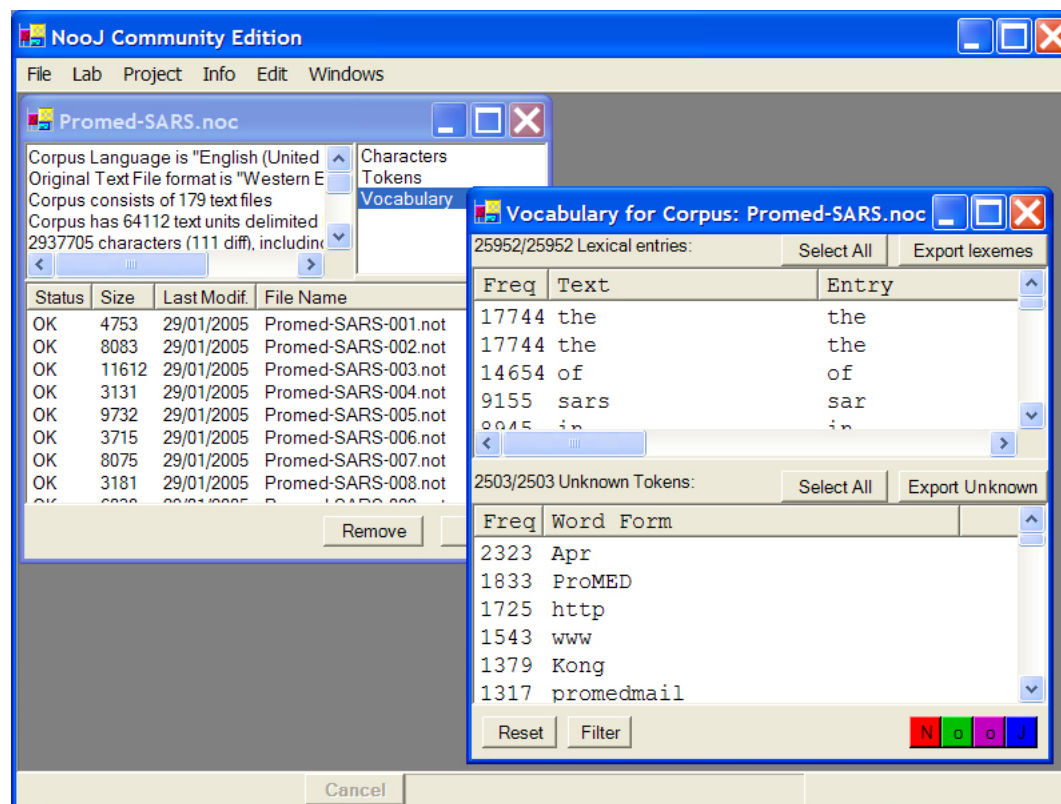 NooJ Community Edition
File Lab Project Info Edit Windows
Promed-SARS.noc
Corpus Language is "English (United
Original Text File format is "Western E
Corpus consists of 179 text files
Corpus has 64112 text units delimited
2937705 characters (111 diff), including
Characters
Tokens
Vocabulary
Status Size Last Modif. File Name
OK 4753 29/01/2005 Promed-SARS-001.not
OK 8083 29/01/2005 Promed-SARS-002.not
OK 11612 29/01/2005 Promed-SARS-003.not
OK 3131 29/01/2005 Promed-SARS-004.not
OK 9732 29/01/2005 Promed-SARS-005.not
OK 3715 29/01/2005 Promed-SARS-006.not
OK 8075 29/01/2005 Promed-SARS-007.not
OK 3181 29/01/2005 Promed-SARS-008.not
Remove
Vocabulary for Corpus: Promed-SARS.noc
25952/25952 Lexical entries: Select All Export lexemes
Freq Text Entry
17744 the the
17744 the the
14654 of of
9155 sars sar
8945 in in
2503/2503 Unknown Tokens: Select All Export Unknown
Freq Word Form
2323 Apr
1833 ProMED
1725 http
1543 www
1379 Kong
1317 promedmail
Reset Filter N o o J
Cancel